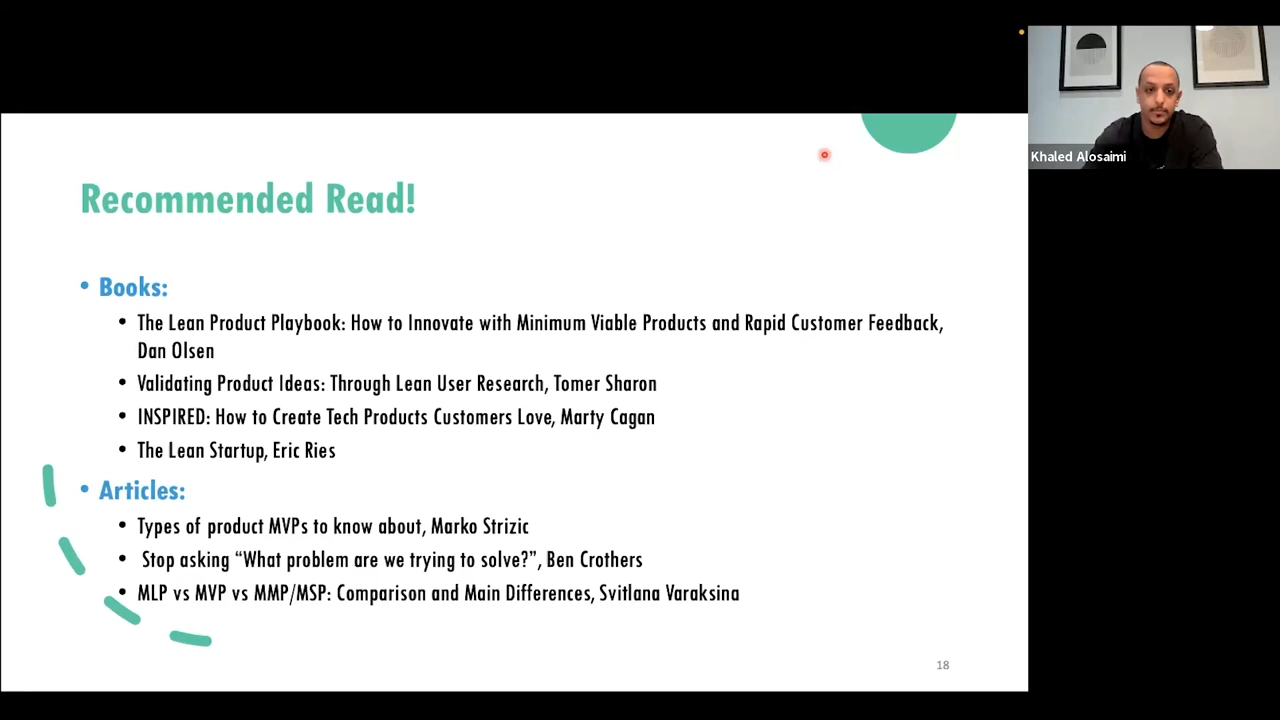 Khaled Alosaimi
Recommended Read!
• Books:
• The Lean Product Playbook: How to Innovate with Minimum Viable Products and Rapid Customer Feedback,
Dan Olsen
• Validating Product Ideas: Through Lean User Research, Tomer Sharon
• INSPIRED: How to Create Tech Products Customers Love, Marty Cagan
• The Lean Startup, Eric Ries
• Articles:
• Types of product MVPs to know about, Marko Strizic
• Stop asking “What problem are we trying to solve?”, Ben Crothers
• MLP vs MVP vs MMP/MSP: Comparison and Main Differences, Svitlana Varaksina
18